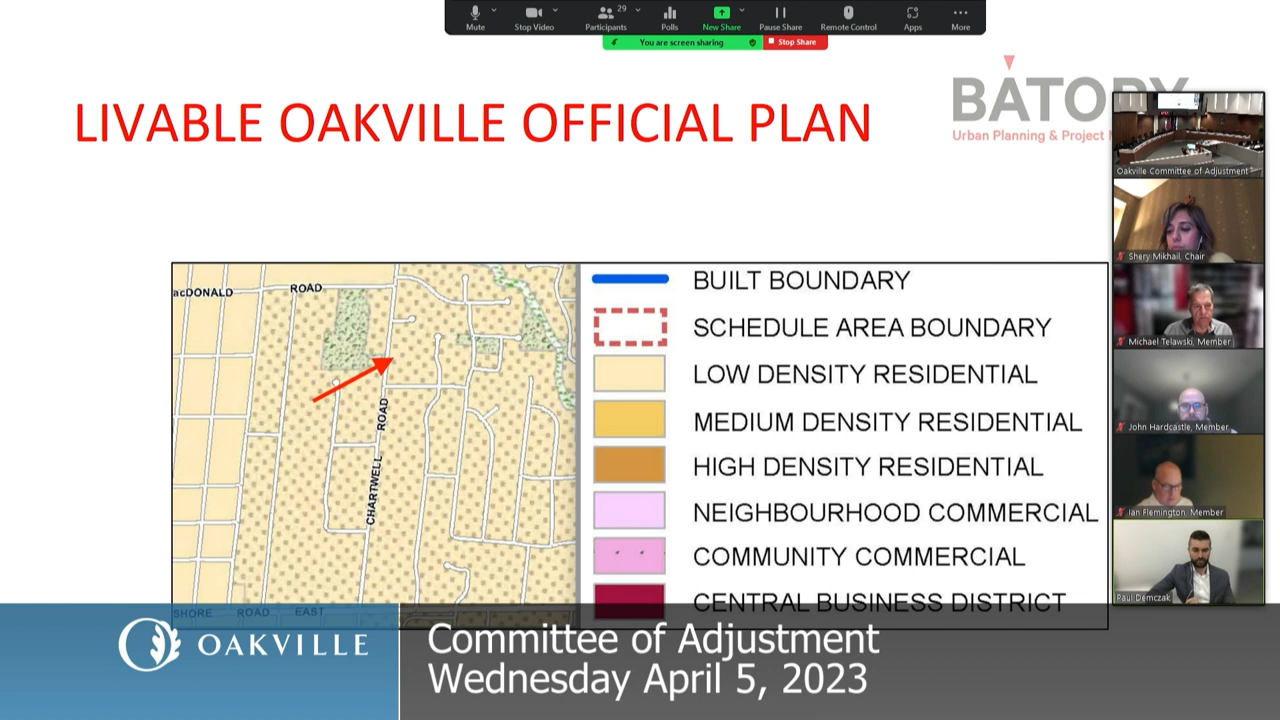 29
Mute
Stop Video
Participants
Polls
New Share
Pause Share
Remote Control
Apps
More
You are screen sharing
Stop Share
LIVABLE OAKVILLE OFFICIAL PLAN
Urban Planning & Project
Oakville Committee of Adjustment
Shery Mikhail, Chair
Michael Telawski, Member
John Hardcastle, Member
Ian Flemington, Member
Paul Demczak
acDONALD
ROAD
CHARTWELL ROAD
SHORE ROAD EAST
BUILT BOUNDARY
SCHEDULE AREA BOUNDARY
LOW DENSITY RESIDENTIAL
MEDIUM DENSITY RESIDENTIAL
HIGH DENSITY RESIDENTIAL
NEIGHBOURHOOD COMMERCIAL
COMMUNITY COMMERCIAL
CENTRAL BUSINESS DISTRICT
OAKVILLE
Committee of Adjustment
Wednesday April 5, 2023